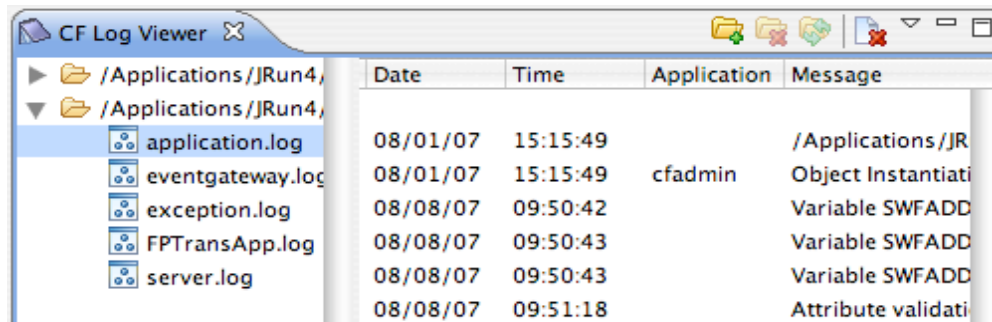 CF Log Viewer
/Applications/JRun4/
/Applications/JRun4/
application.log
eventgateway.log
exception.log
FPTransApp.log
server.log
Date Time Application Message
08/01/07 15:15:49 /Applications/JR
08/01/07 15:15:49 cfadmin Object Instantiati
08/08/07 09:50:42 Variable SWFADD
08/08/07 09:50:43 Variable SWFADD
08/08/07 09:50:43 Variable SWFADD
08/08/07 09:51:18 Attribute validati